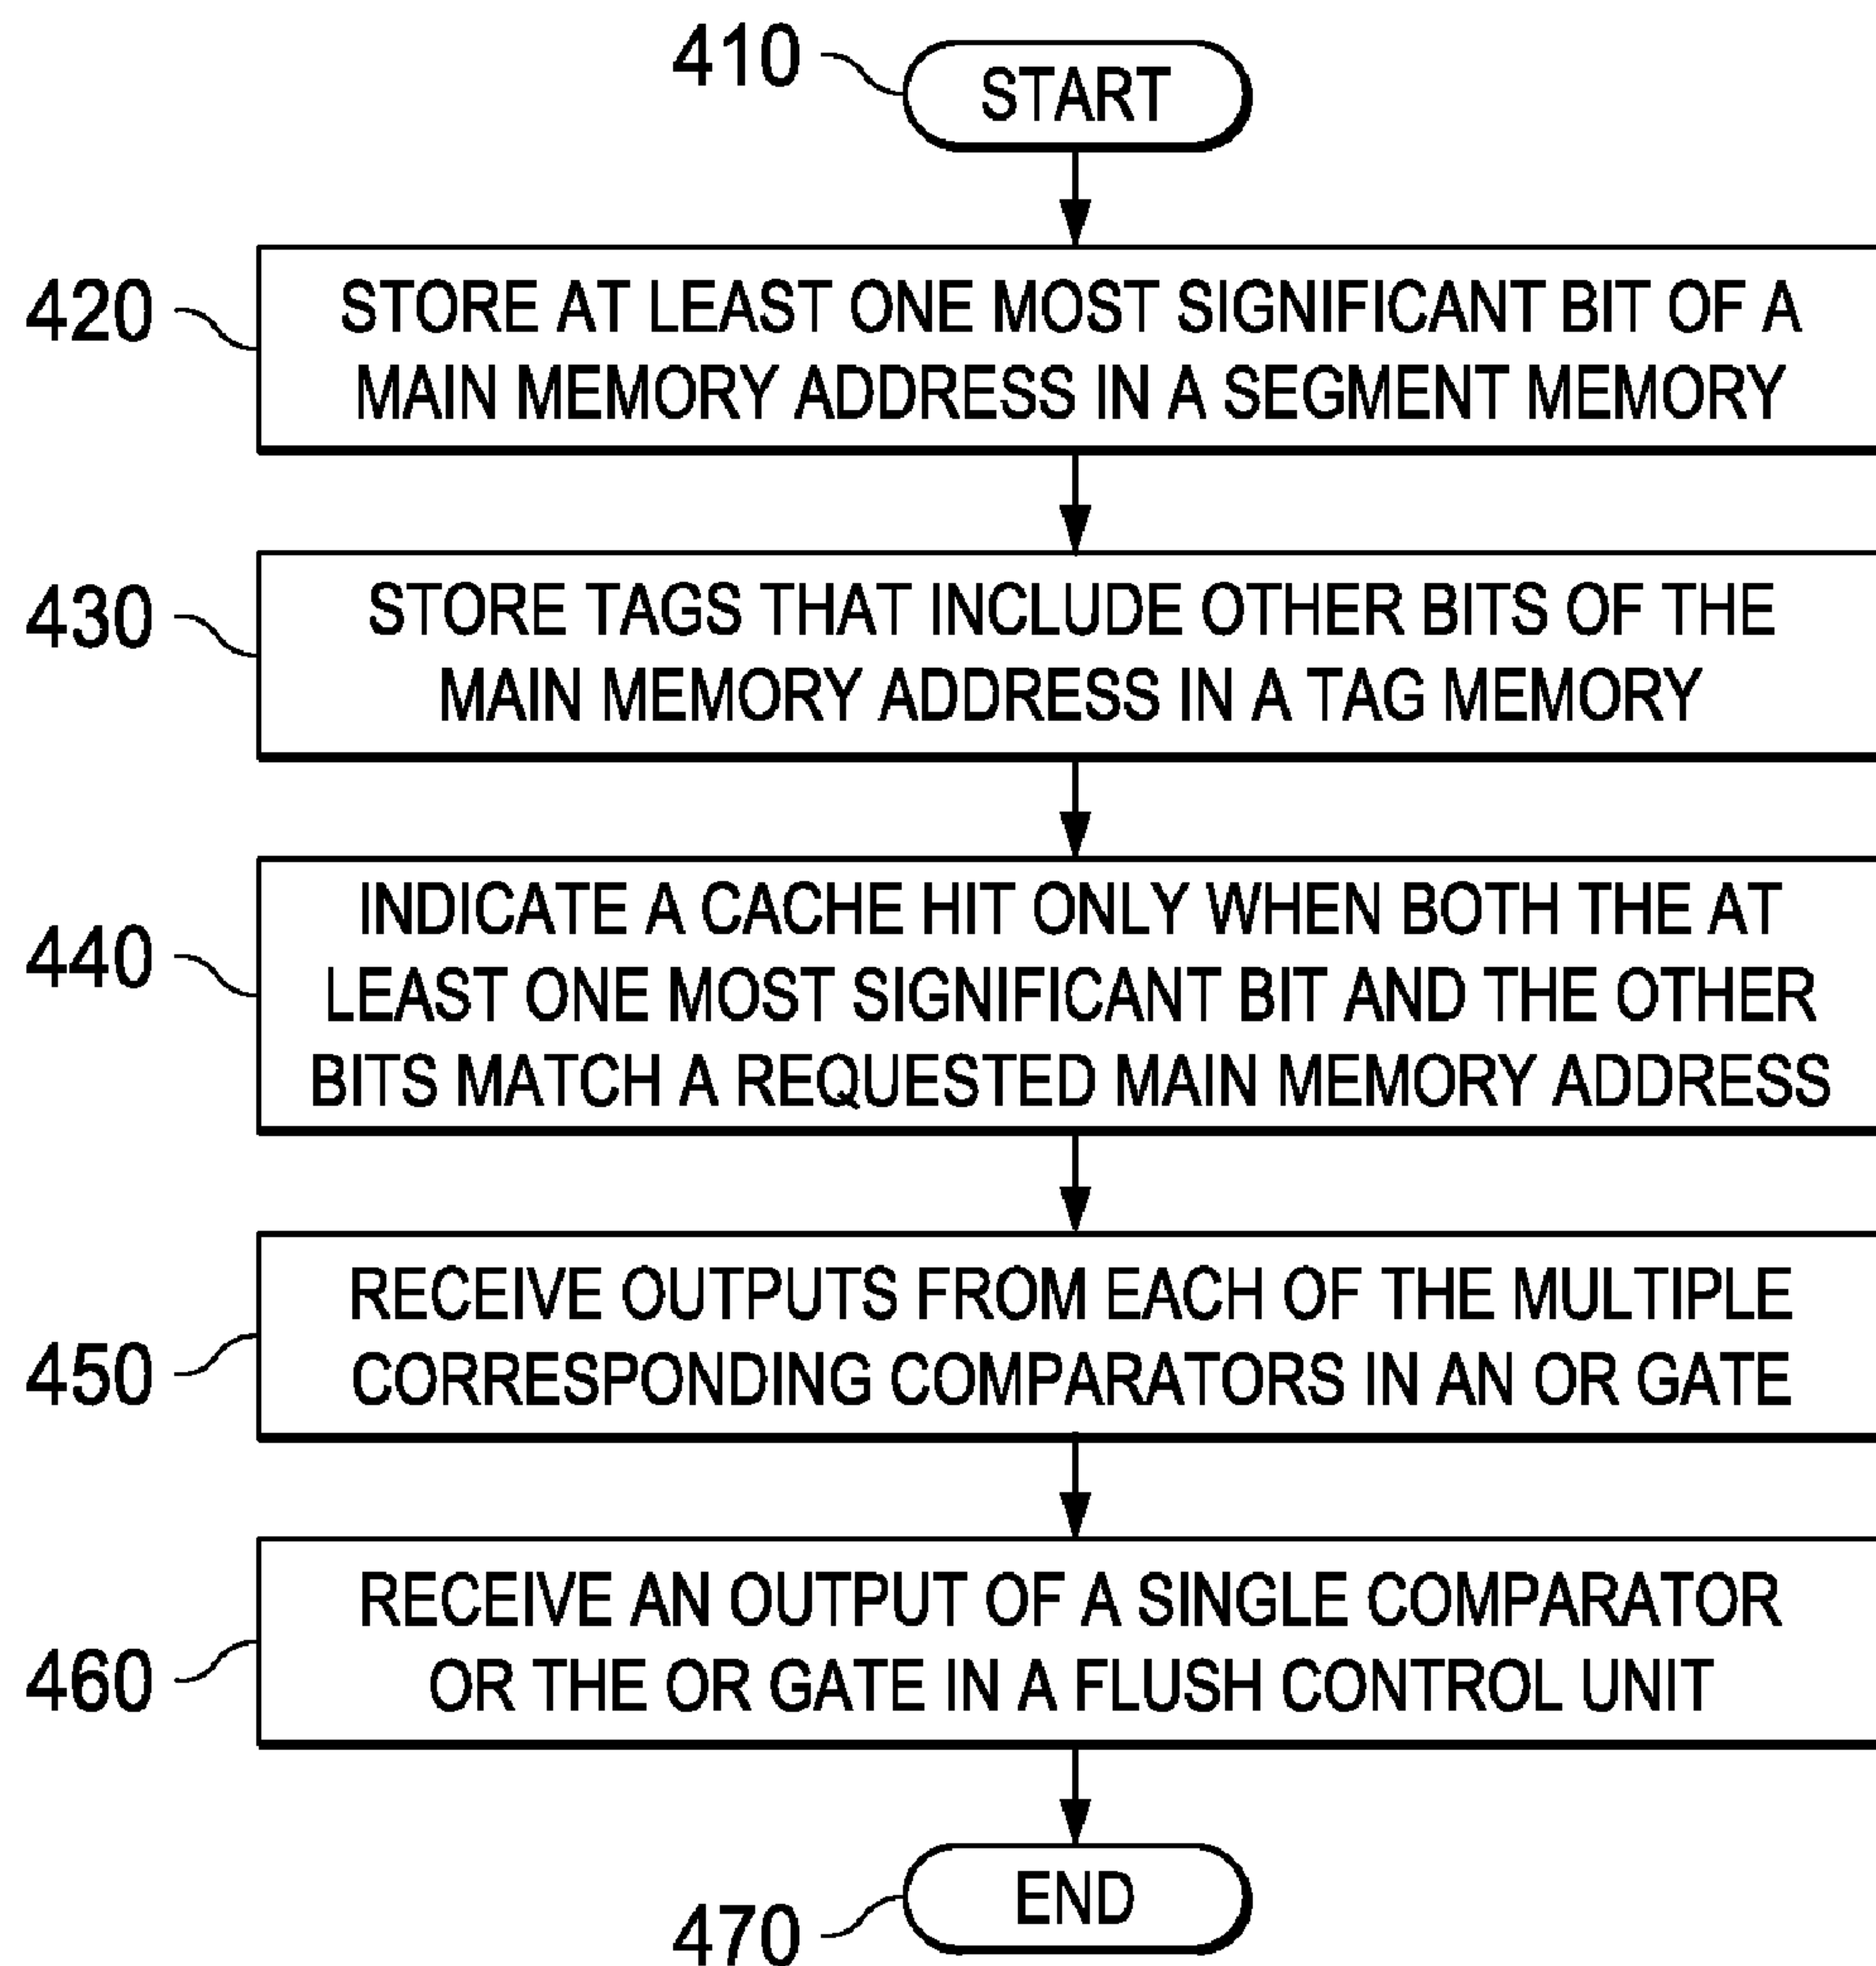 410
START
420
STORE AT LEAST ONE MOST SIGNIFICANT BIT OF A
MAIN MEMORY ADDRESS IN A SEGMENT MEMORY
430
STORE TAGS THAT INCLUDE OTHER BITS OF THE
MAIN MEMORY ADDRESS IN A TAG MEMORY
440
INDICATE A CACHE HIT ONLY WHEN BOTH THE AT
LEAST ONE MOST SIGNIFICANT BIT AND THE OTHER
BITS MATCH A REQUESTED MAIN MEMORY ADDRESS
450
RECEIVE OUTPUTS FROM EACH OF THE MULTIPLE
CORRESPONDING COMPARATORS IN AN OR GATE
460
RECEIVE AN OUTPUT OF A SINGLE COMPARATOR
OR THE OR GATE IN A FLUSH CONTROL UNIT
470
END